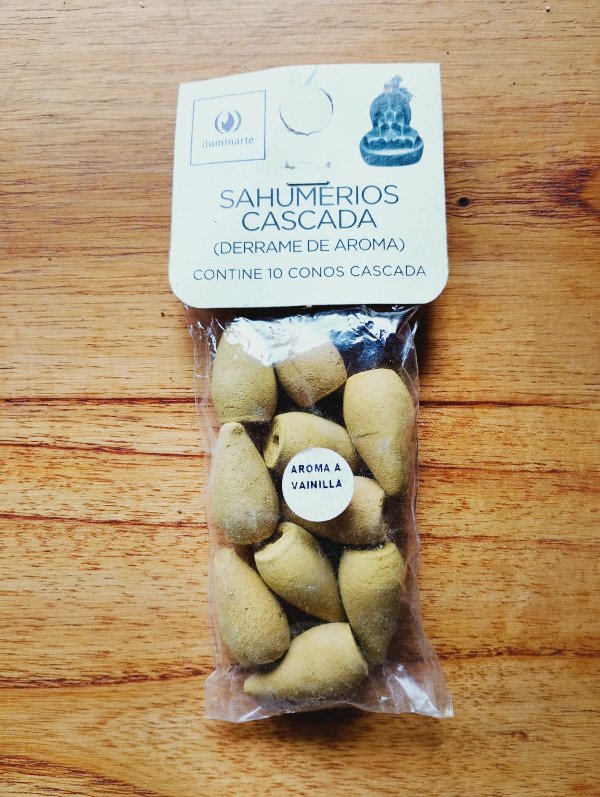 iluminarte
SAHUMERIOS
CASCADA
(DERRAME DE AROMA)
CONTINE 10 CONOS CASCADA
AROMA A
VAINILLA